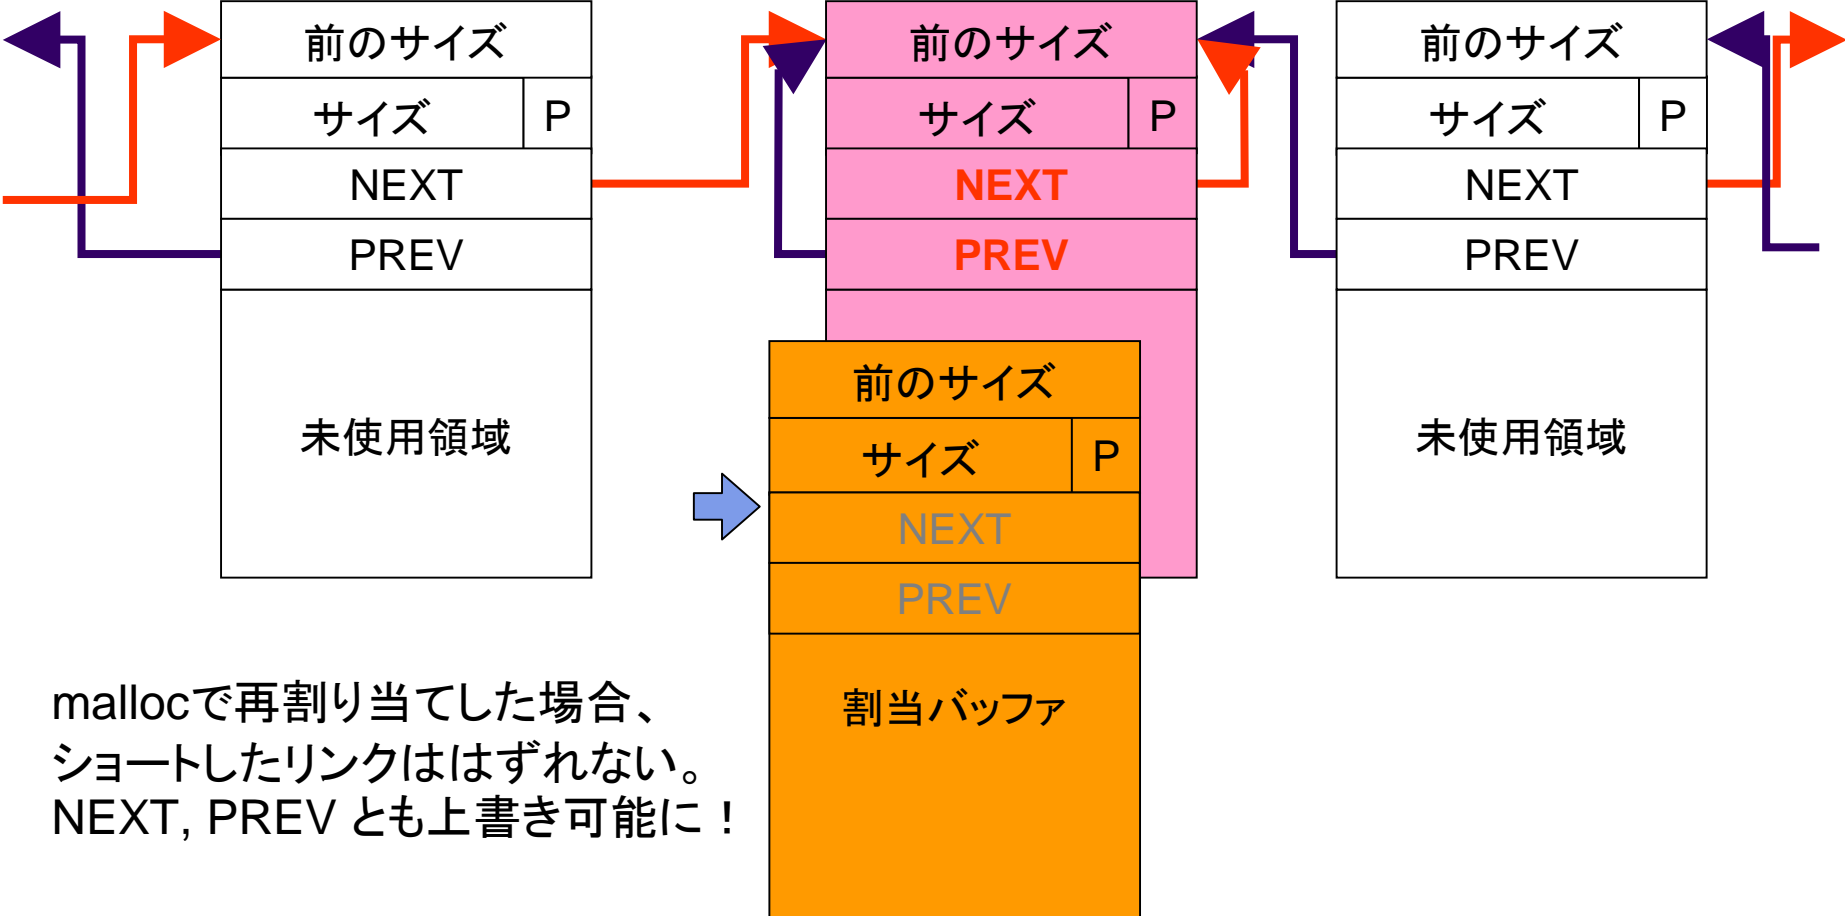 前のサイズ
サイズ P
NEXT
PREV
未使用領域
前のサイズ
サイズ P
NEXT
PREV
前のサイズ
サイズ P
NEXT
PREV
割当バッファ
前のサイズ
サイズ P
NEXT
PREV
未使用領域
mallocで再割り当てした場合、
ショートしたリンクははずれない。
NEXT, PREV とも上書き可能に！